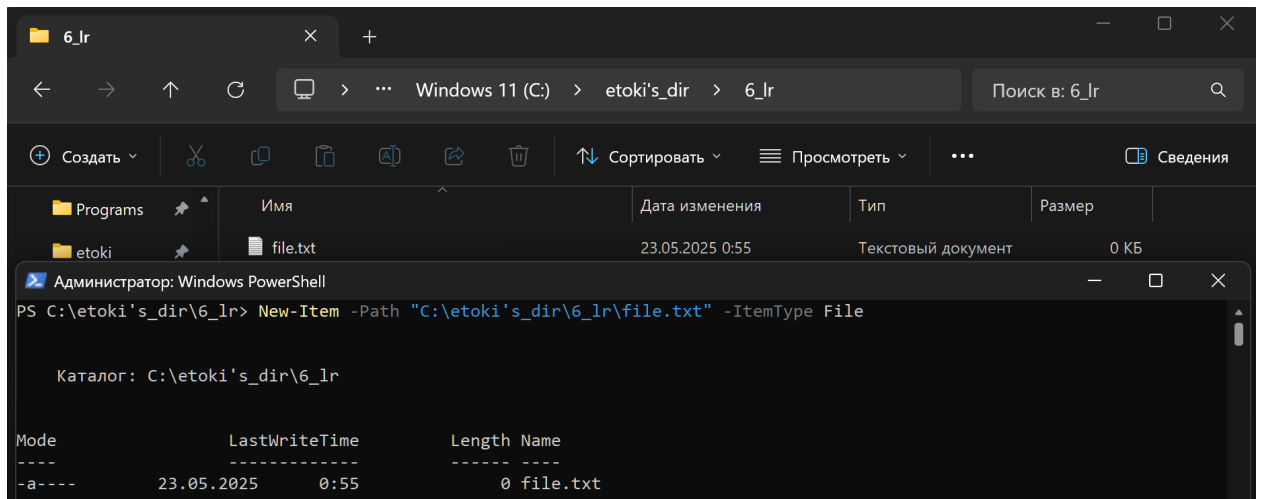 6_lr
Windows 11 (C:) > etoki's_dir > 6_lr
Поиск в: 6_lr
Создать
Сортировать
Просмотреть
Сведения
Programs
etoki
Имя
Дата изменения
Тип
Размер
file.txt 23.05.2025 0:55 Текстовый документ 0 КБ
Администратор: Windows PowerShell
PS C:\etoki's_dir\6_lr> New-Item -Path "C:\etoki's_dir\6_lr\file.txt" -ItemType File
Каталог: C:\etoki's_dir\6_lr
Mode LastWriteTime Length Name
---- ------------- ------ ----
-a---- 23.05.2025 0:55 0 file.txt